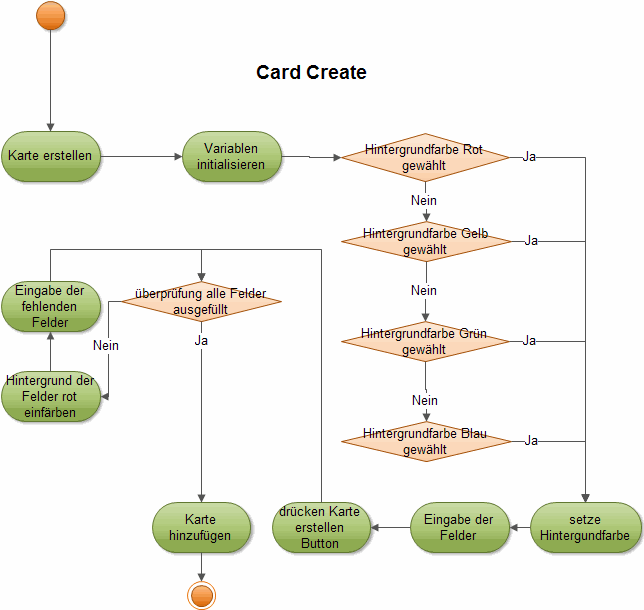 Card Create
Karte erstellen
Variablen
initialisieren
Hintergrundfarbe Rot
gewählt
Ja
Nein
Hintergrundfarbe Gelb
gewählt
Ja
Nein
Hintergrundfarbe Grün
gewählt
Ja
Nein
Hintergrundfarbe Blau
gewählt
Ja
setze
Hintergundfarbe
Eingabe der
Felder
drücken Karte
erstellen
Button
überprüfung alle Felder
ausgefüllt
Nein
Ja
Hintergrund der
Felder rot
einfärben
Eingabe der
fehlenden
Felder
Karte
hinzufügen